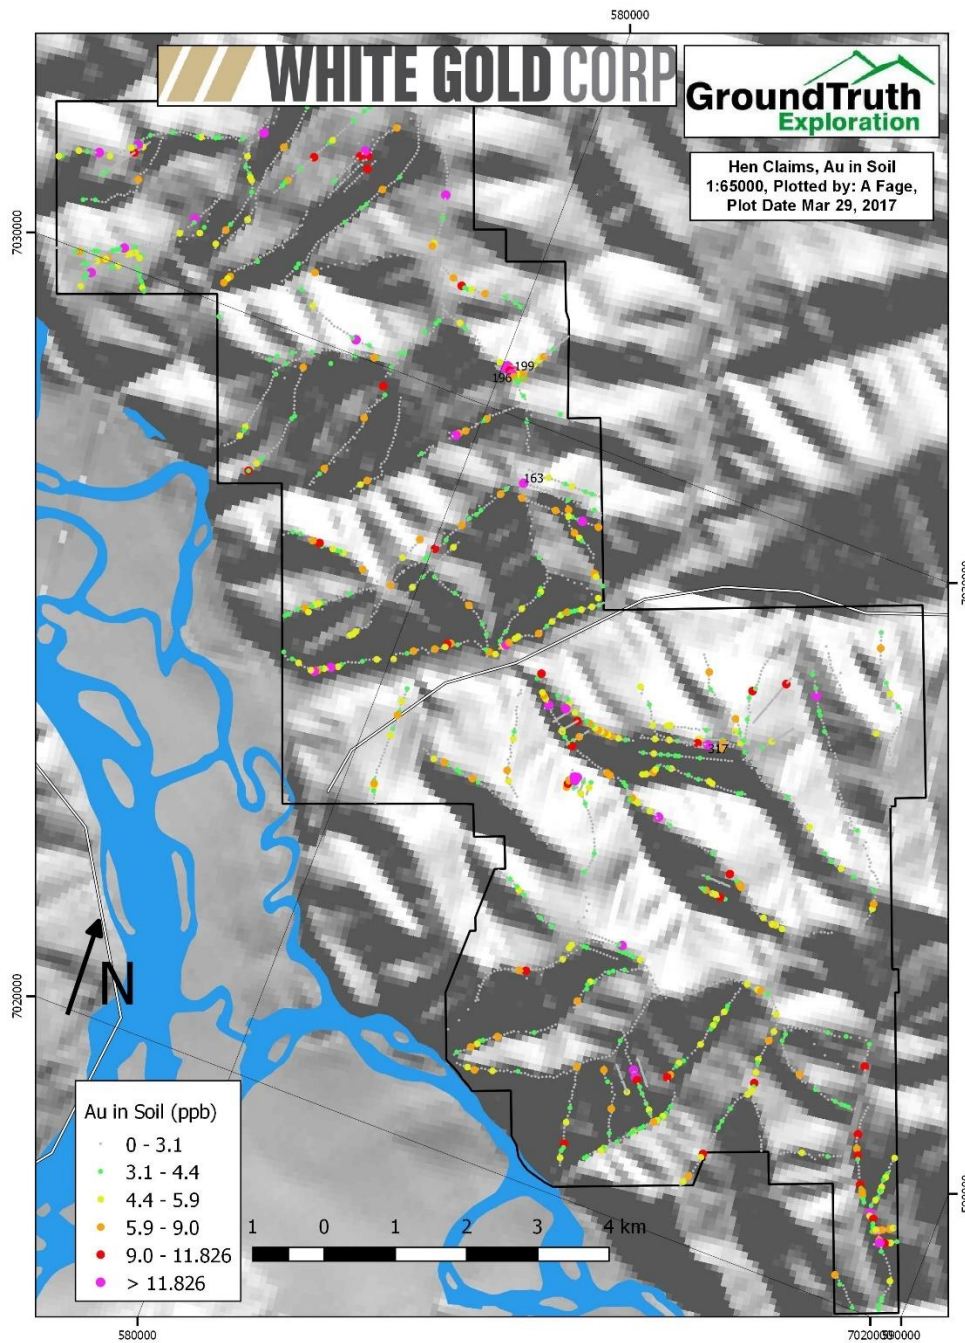 580000
WHITE GOLD CORP
GroundTruth
Exploration
Hen Claims, Au in Soil
1:65000, Plotted by: A Fage,
Plot Date Mar 29, 2017
7030000
199
196
163
317
N
7020000
Au in Soil (ppb)
0 - 3.1
3.1 - 4.4
4.4 - 5.9
5.9 - 9.0
9.0 - 11.826
> 11.826
1 0 1 2 3 4 km
580000